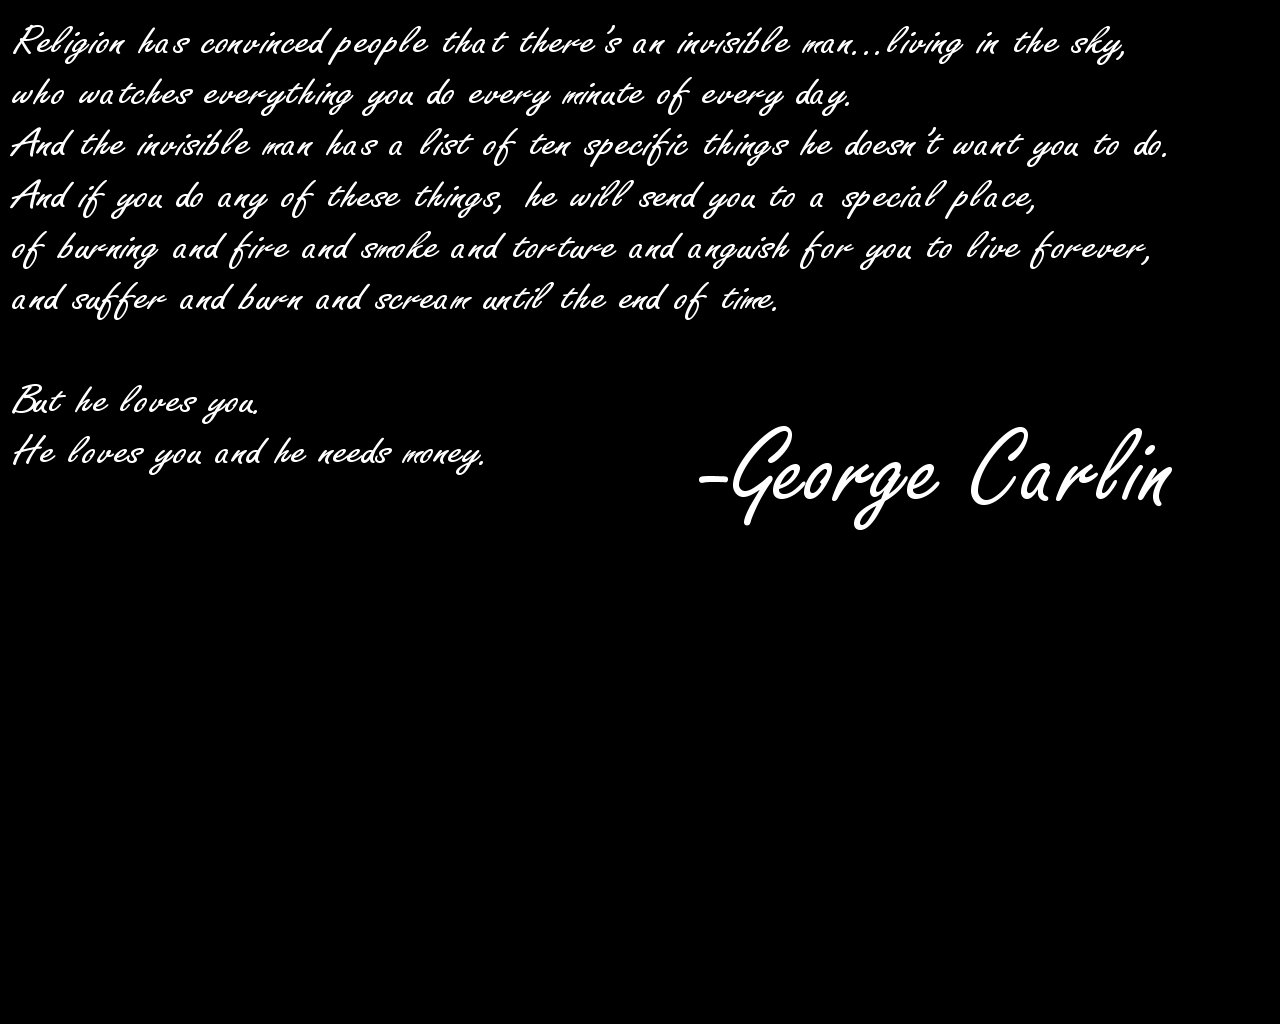 Religion has convinced people that there's an invisible man...living in the sky,
who watches everything you do every minute of every day.
And the invisible man has a list of ten specific things he doesn't want you to do.
And if you do any of these things, he will send you to a special place,
of burning and fire and smoke and torture and anguish for you to live forever,
and suffer and burn and scream until the end of time.
But he loves you.
He loves you and he needs money.
-George Carlin